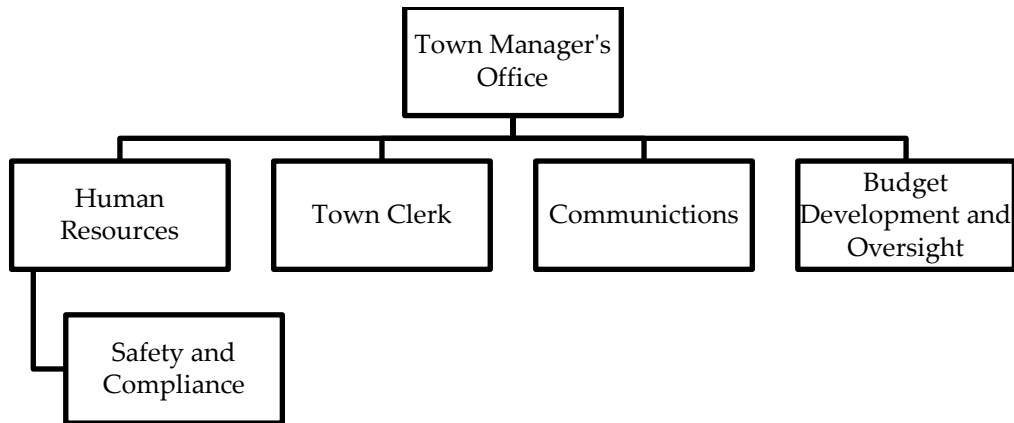 Town Manager's
Office
Human
Resources
Town Clerk
Communictions
Budget
Development and
Oversight
Safety and
Compliance